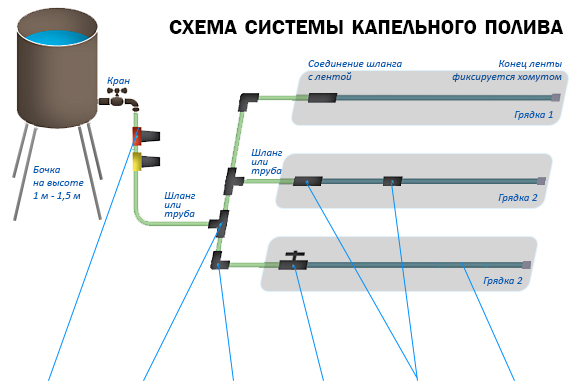 СХЕМА СИСТЕМЫ КАПЕЛЬНОГО ПОЛИВА
Соединение шланга
с лентой
Конец ленты
фиксируется хомутом
Кран
Грядка 1
Шланг
или
труба
Бочка
на высоте
1 м - 1,5 м
Шланг
или
труба
Грядка 2
Грядка 2